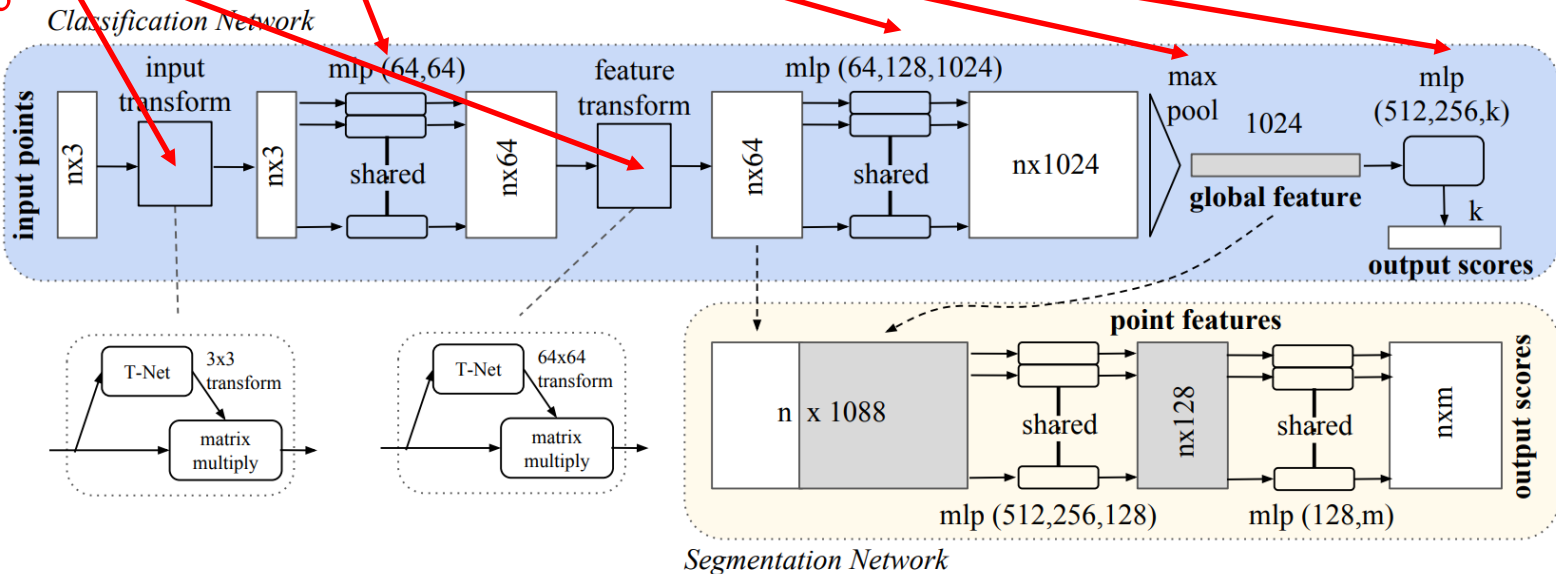 Classification Network
input points
nx3
input
transform
nx3
mlp (64,64)
shared
nx64
feature
transform
nx64
mlp (64,128,1024)
shared
nx1024
max
pool
1024
global feature
mlp
(512,256,k)
k
output scores
T-Net
3x3
transform
matrix
multiply
T-Net
64x64
transform
matrix
multiply
point features
n x 1088
shared
mlp (512,256,128)
nx128
shared
mlp (128,m)
nxm
output scores
Segmentation Network